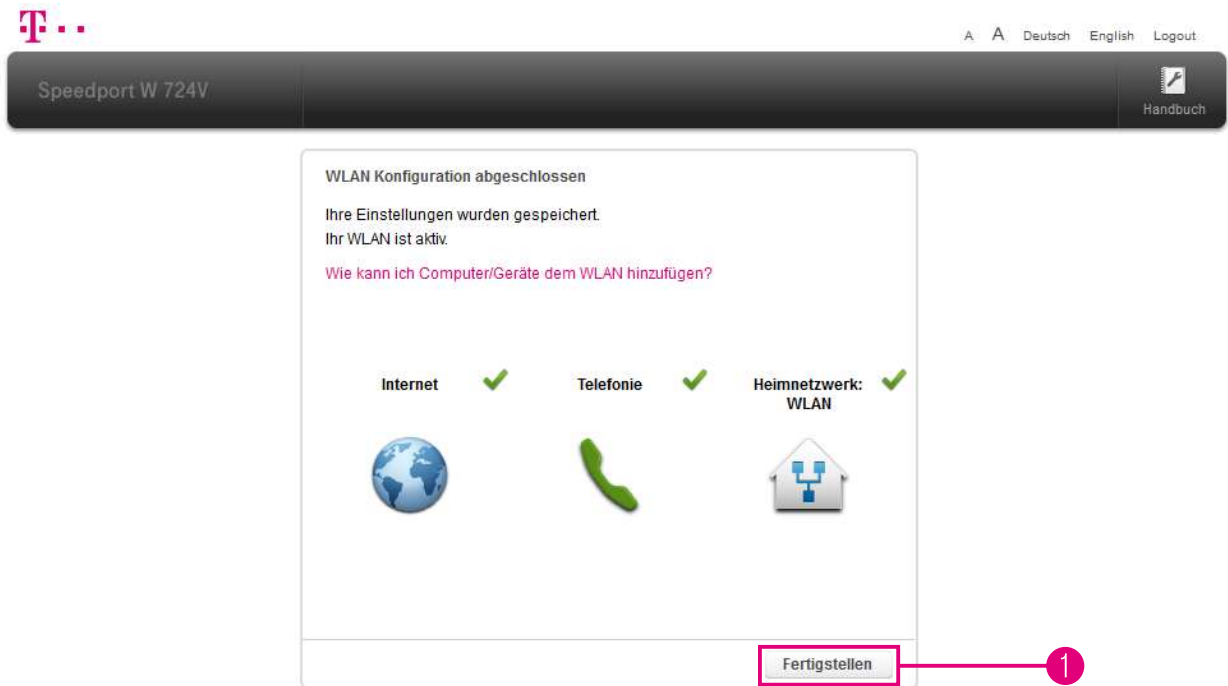 T
A A Deutsch English Logout
Speedport W 724V
Handbuch
WLAN Konfiguration abgeschlossen
Ihre Einstellungen wurden gespeichert.
Ihr WLAN ist aktiv.
Wie kann ich Computer/Geräte dem WLAN hinzufügen?
Internet
Telefonie
Heimnetzwerk:
WLAN
Fertigstellen
1